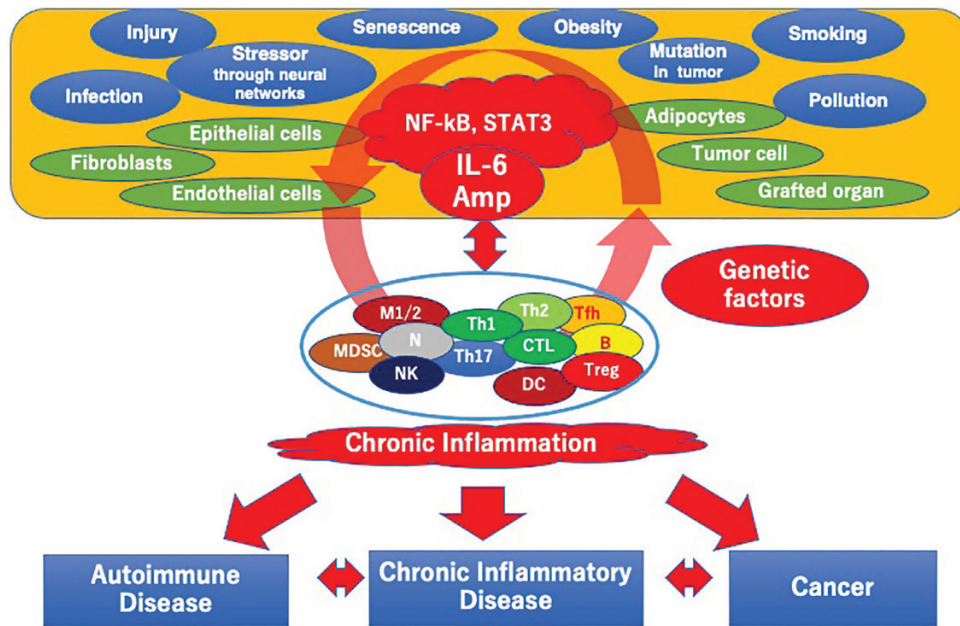 Injury
Senescence
Obesity
Smoking
Stressor
through neural
networks
Mutation
in tumor
Infection
Pollution
NF-kB, STAT3
Epithelial cells
Adipocytes
Fibroblasts
Tumor cell
IL-6
Amp
Endothelial cells
Grafted organ
Genetic
factors
M1/2
Th1
Th2
Tfh
MDSC
N
Th17
CTL
B
NK
DC
Treg
Chronic Inflammation
Autoimmune
Disease
Chronic Inflammatory
Disease
Cancer